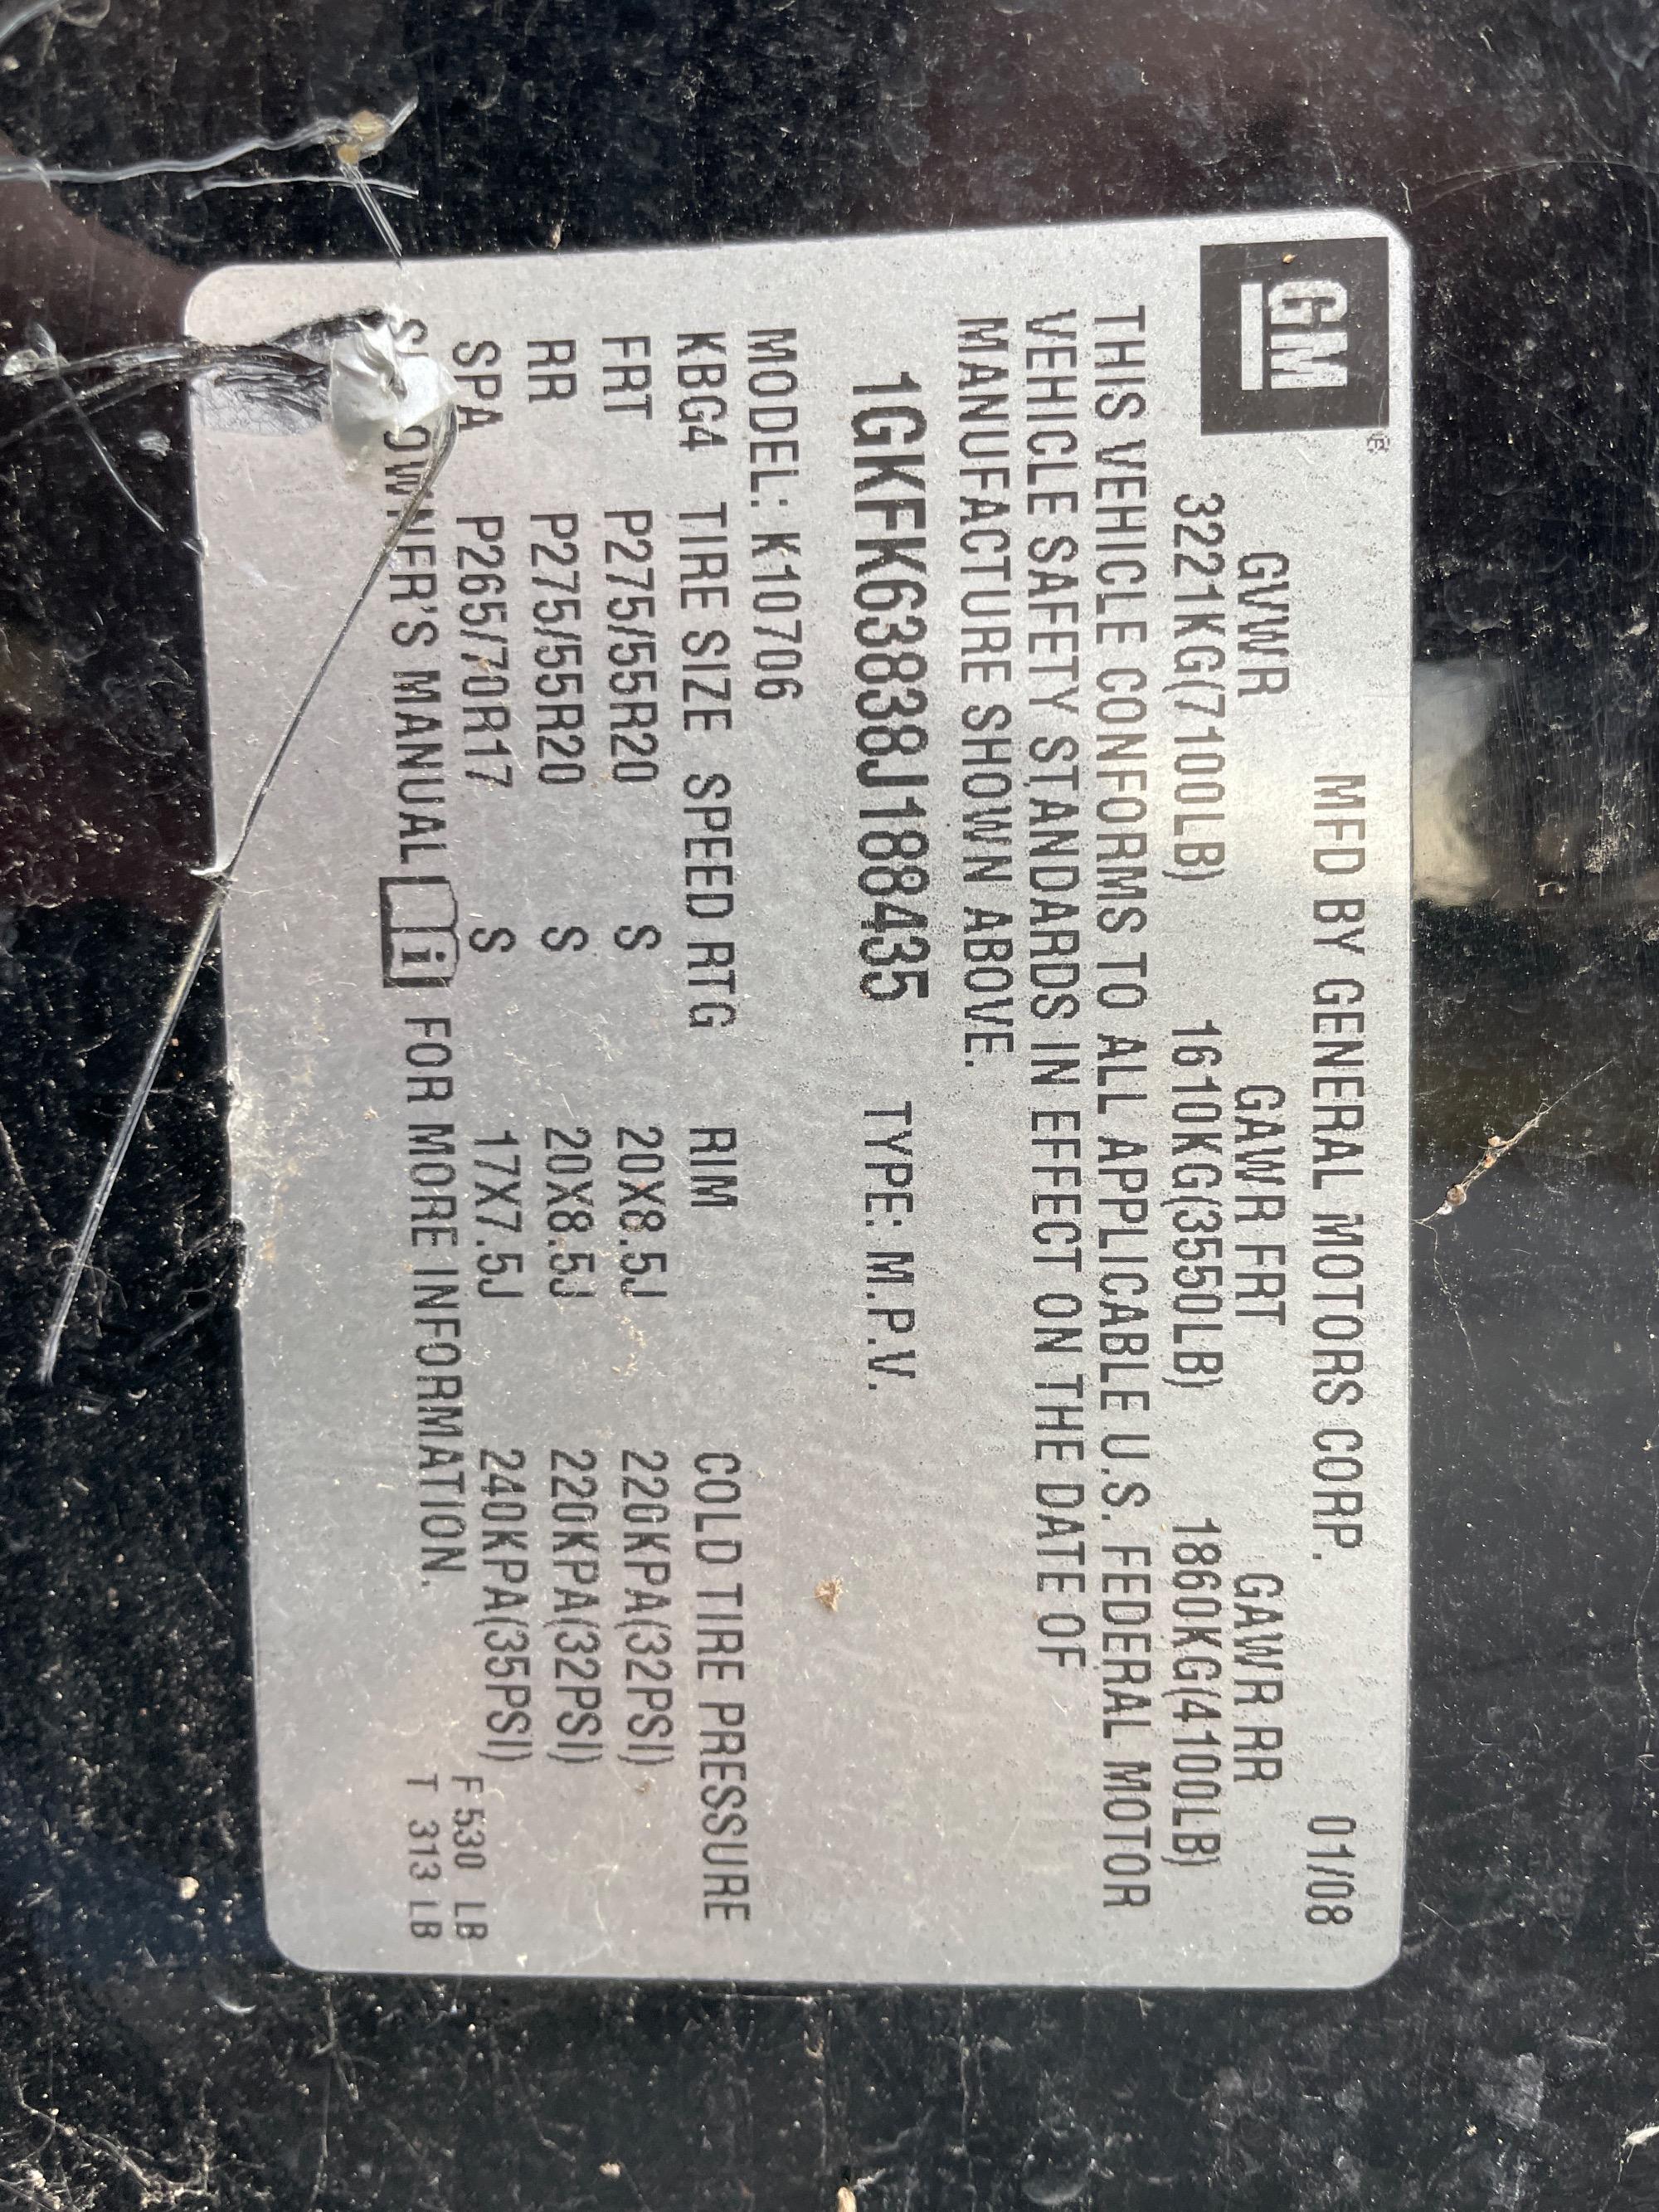 GM®
MFD BY GENERAL MOTORS CORP. 01/08
GVWR GAWR FRT GAWR RR
3221KG(7100LB) 1610KG(3550LB) 1860KG(4100LB)
THIS VEHICLE CONFORMS TO ALL APPLICABLE U.S. FEDERAL MOTOR
VEHICLE SAFETY STANDARDS IN EFFECT ON THE DATE OF
MANUFACTURE SHOWN ABOVE.
1GKFK63838J188435 TYPE: M.P.V.
MODEL: K10706
KBG4 TIRE SIZE SPEED RTG RIM COLD TIRE PRESSURE
FRT P275/55R20 S 20X8.5J 220KPA(32PSI)
RR P275/55R20 S 20X8.5J 220KPA(32PSI)
SPA P265/70R17 S 17X7.5J 240KPA(35PSI) F 530 LB
OWNER'S MANUAL i FOR MORE INFORMATION. T 313 LB